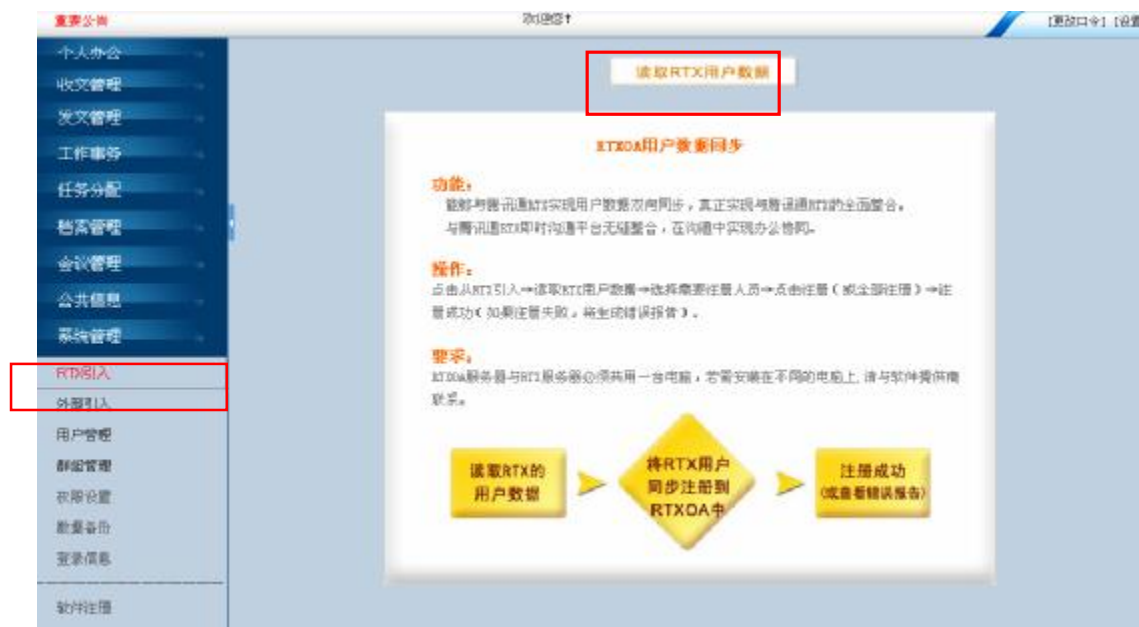 重要公告
欢迎您！
【更改口令】【设置
个人办公
收文管理
发文管理
工作事务
任务分配
档案管理
会议管理
公共信息
系统管理
RTX引入
外部引入
用户管理
群组管理
权限设置
数据备份
登录信息
软件注册
读取RTX用户数据
RTXOA用户数据同步
功能：
能够与腾讯通RTX实现用户数据双向同步，真正实现与腾讯通RTX的全面整合。
与腾讯通RTX即时沟通平台无缝整合，在沟通中实现办公协同。
操作：
点击从RTX引入→读取RTX用户数据→选择需要注册人员→点击注册（或全部注册）→注
册成功（如果注册失败，将生成错误报告）。
要求：
RTXOA服务器与RTX服务器必须共用一台电脑，若需安装在不同的电脑上,请与软件提供商
联系。
读取RTX的
用户数据
将RTX用户
同步注册到
RTXOA中
注册成功
(或查看错误报告)